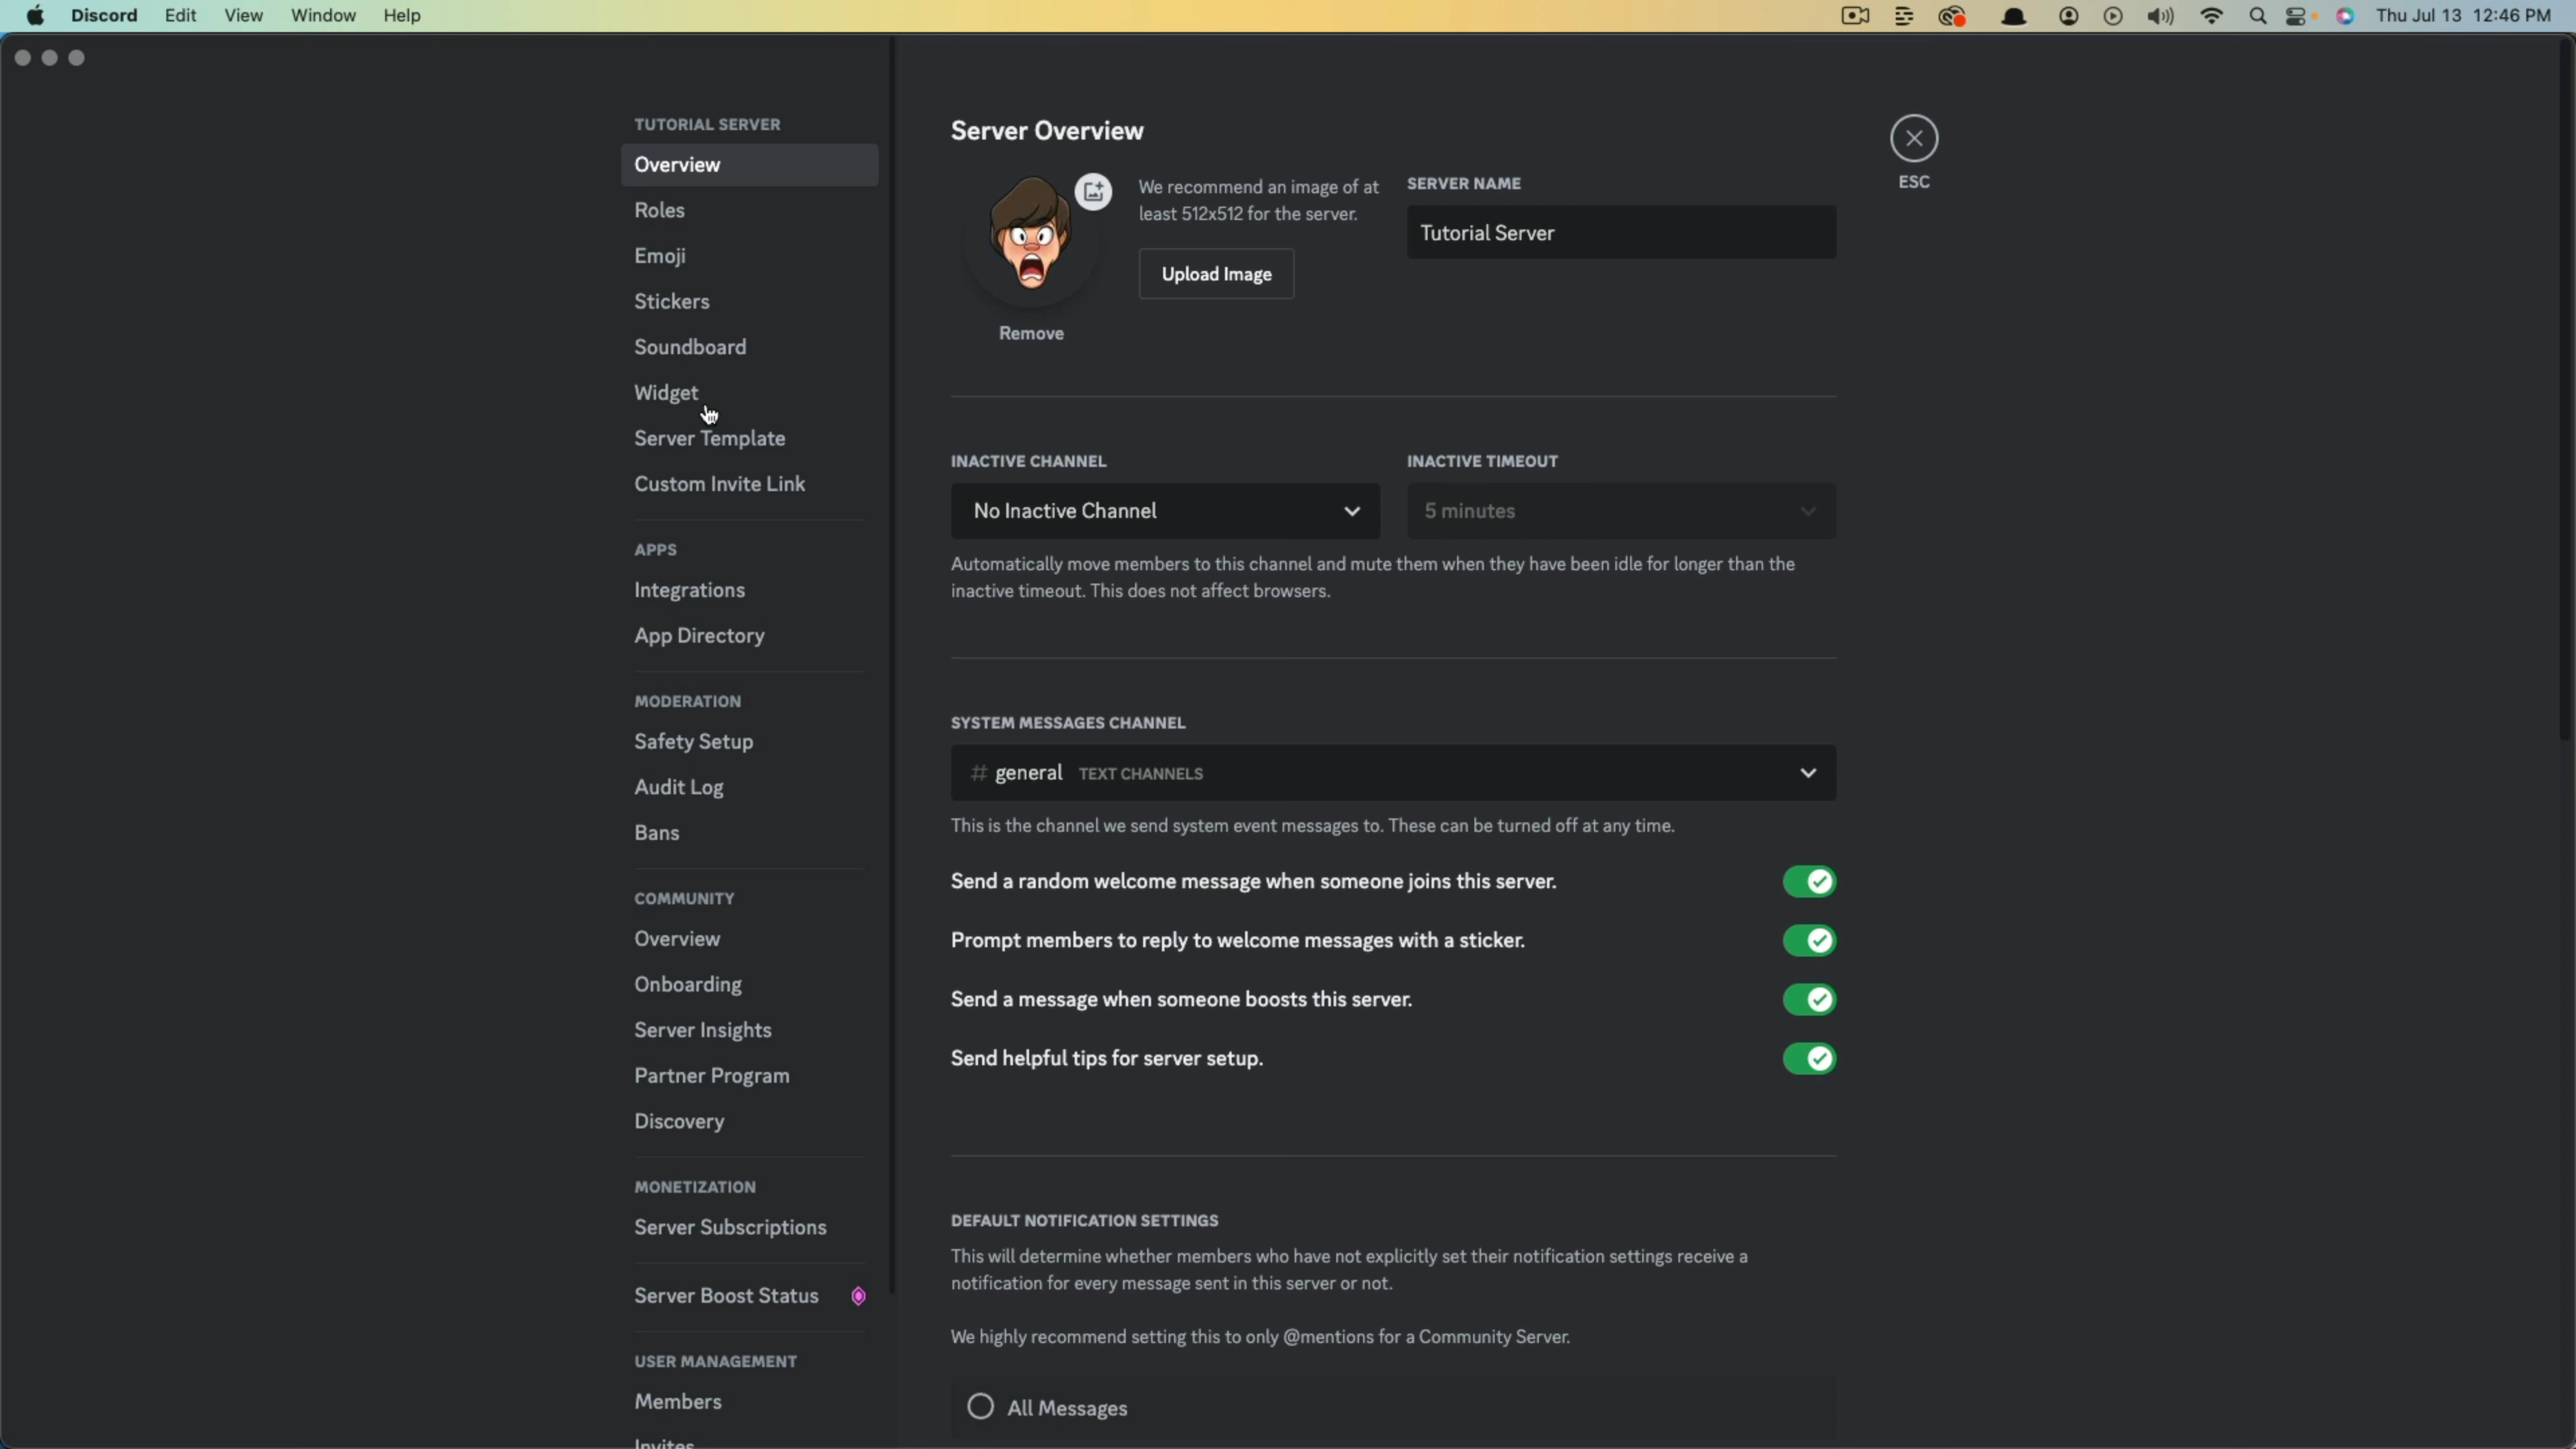 Discord Edit View Window Help
Thu Jul 13 12:46 PM
TUTORIAL SERVER
Overview
Roles
Emoji
Stickers
Soundboard
Widget
Server Template
Custom Invite Link
APPS
Integrations
App Directory
MODERATION
Safety Setup
Audit Log
Bans
COMMUNITY
Overview
Onboarding
Server Insights
Partner Program
Discovery
MONETIZATION
Server Subscriptions
Server Boost Status
USER MANAGEMENT
Members
Invites
Server Overview
We recommend an image of at
least 512x512 for the server.
Upload Image
Remove
SERVER NAME
Tutorial Server
ESC
INACTIVE CHANNEL
No Inactive Channel
INACTIVE TIMEOUT
5 minutes
Automatically move members to this channel and mute them when they have been idle for longer than the
inactive timeout. This does not affect browsers.
SYSTEM MESSAGES CHANNEL
# general TEXT CHANNELS
This is the channel we send system event messages to. These can be turned off at any time.
Send a random welcome message when someone joins this server.
Prompt members to reply to welcome messages with a sticker.
Send a message when someone boosts this server.
Send helpful tips for server setup.
DEFAULT NOTIFICATION SETTINGS
This will determine whether members who have not explicitly set their notification settings receive a
notification for every message sent in this server or not.
We highly recommend setting this to only @mentions for a Community Server.
All Messages